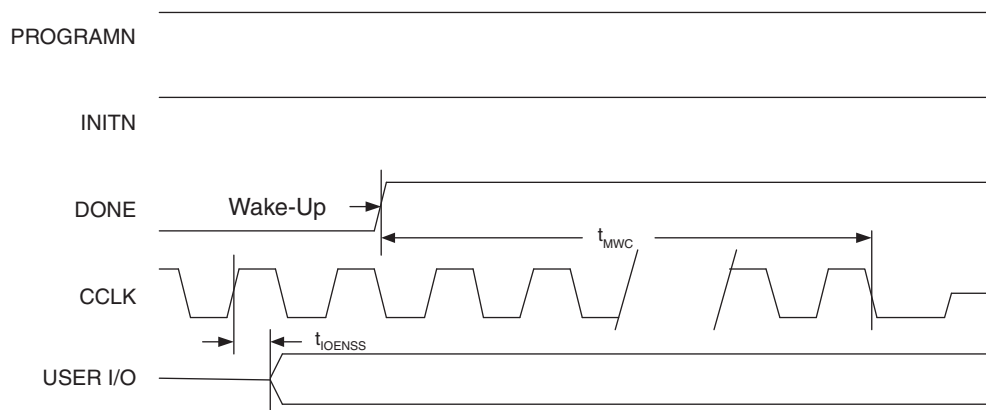 PROGRAMN
INITN
DONE
Wake-Up
tMWC
CCLK
tIOENSS
USER I/O